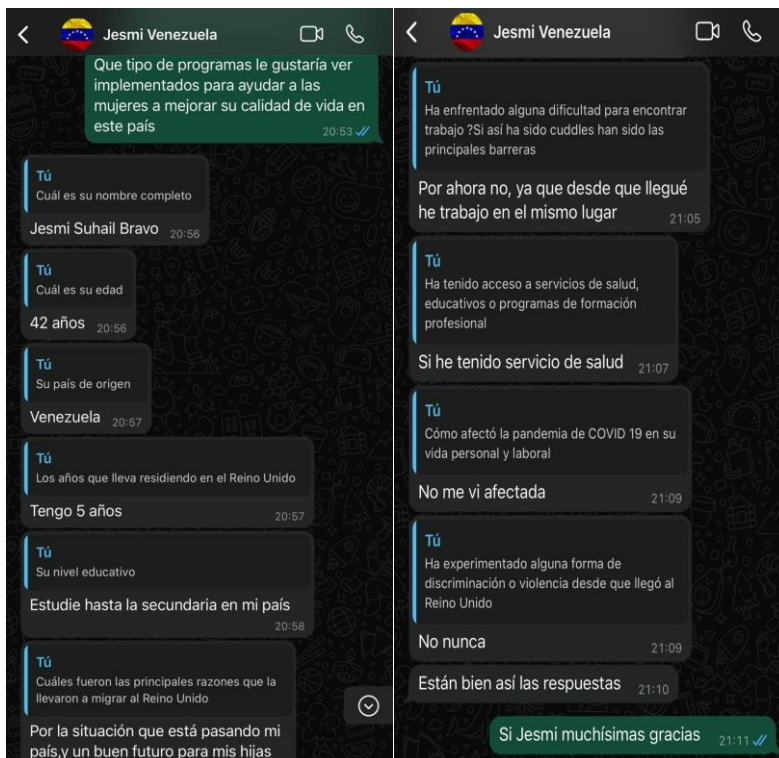 Jesmi Venezuela
Que tipo de programas le gustaría ver
implementados para ayudar a las
mujeres a mejorar su calidad de vida en
este país
20:53
Tú
Cuál es su nombre completo
Jesmi Suhail Bravo 20:56
Tú
Cuál es su edad
42 años 20:56
Tú
Su país de origen
Venezuela 20:57
Tú
Los años que lleva residiendo en el Reino Unido
Tengo 5 años 20:57
Tú
Su nivel educativo
Estudie hasta la secundaria en mi país
20:58
Tú
Cuáles fueron las principales razones que la
llevaron a migrar al Reino Unido
Por la situación que está pasando mi
país,y un buen futuro para mis hijas
Jesmi Venezuela
Tú
Ha enfrentado alguna dificultad para encontrar
trabajo ?Si así ha sido cuddles han sido las
principales barreras
Por ahora no, ya que desde que llegué
he trabajo en el mismo lugar 21:05
Tú
Ha tenido acceso a servicios de salud,
educativos o programas de formación
profesional
Si he tenido servicio de salud 21:07
Tú
Cómo afectó la pandemia de COVID 19 en su
vida personal y laboral
No me vi afectada 21:09
Tú
Ha experimentado alguna forma de
discriminación o violencia desde que llegó al
Reino Unido
No nunca 21:09
Están bien así las respuestas 21:10
Si Jesmi muchísimas gracias 21:11